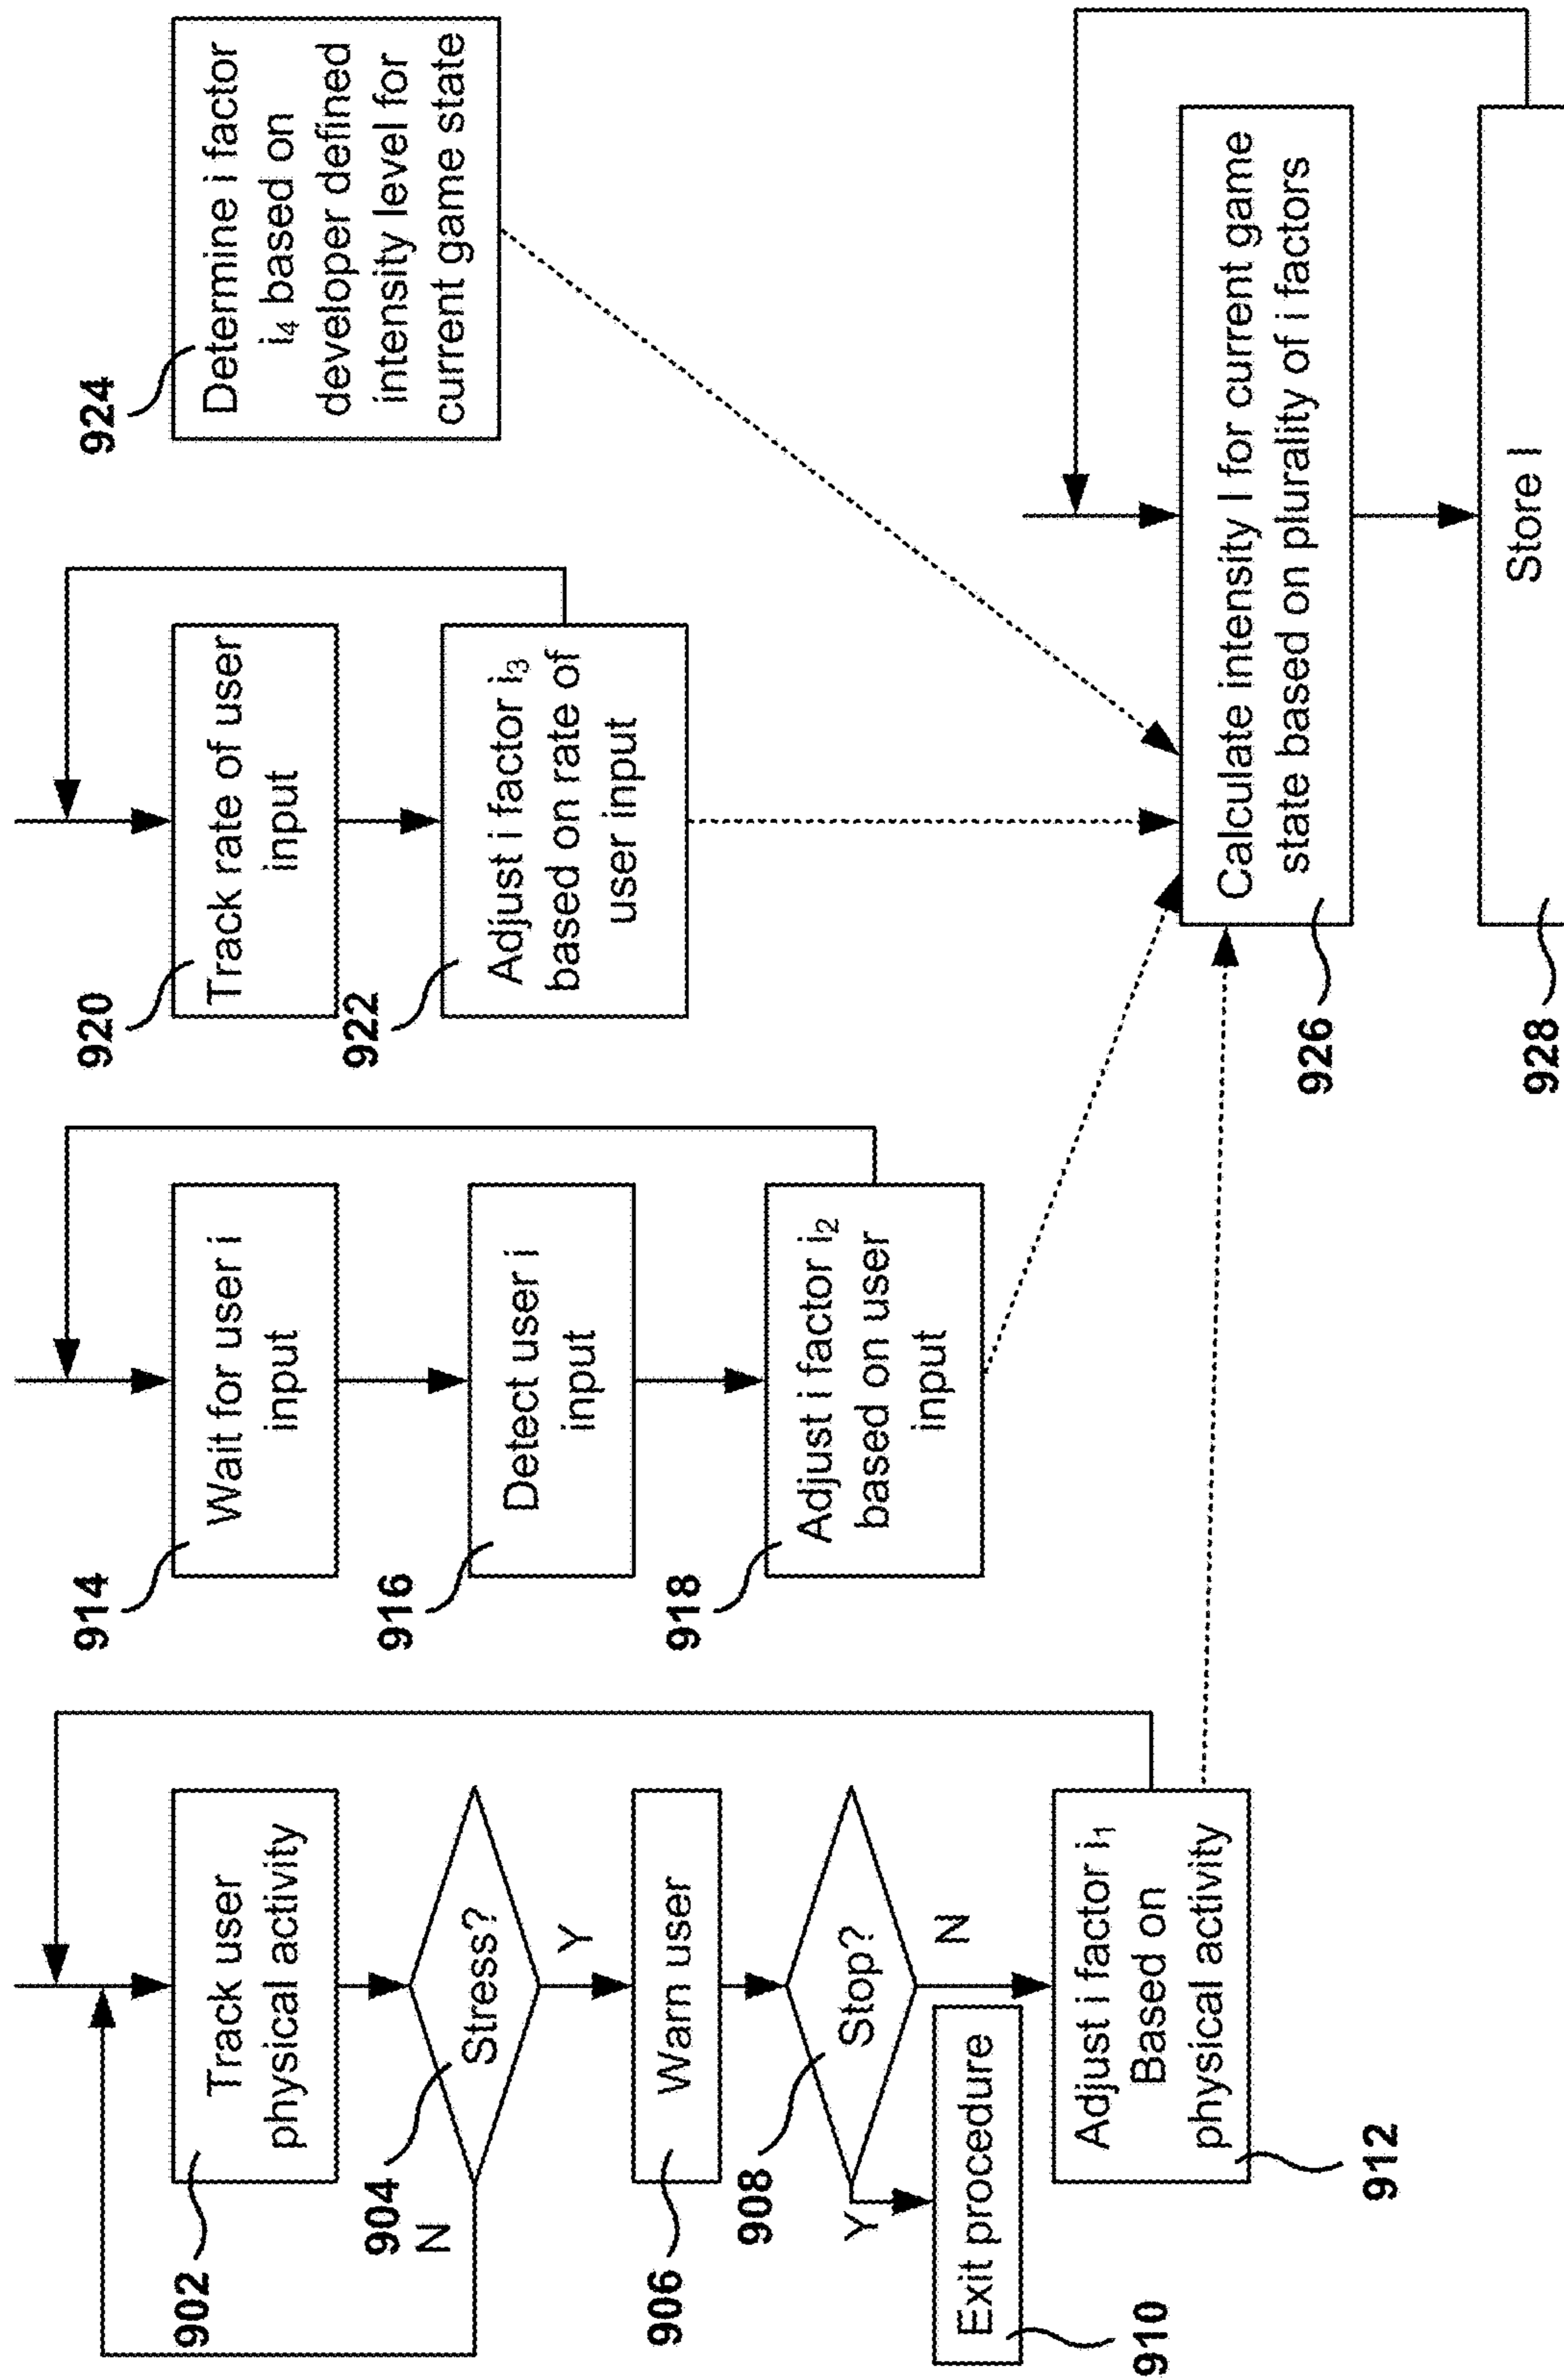 902
Track user
physical activity
904
Stress?
N
Y
906
Warn user
908
Stop?
Y
N
910
Exit procedure
912
Adjust i factor i₁
Based on
physical activity
914
Wait for user i
input
916
Detect user i
input
918
Adjust i factor i₂
based on user
input
920
Track rate of user
input
922
Adjust i factor i₃
based on rate of
user input
924
Determine i factor
i₄ based on
developer defined
intensity level for
current game state
926
Calculate intensity I for current game
state based on plurality of i factors
928
Store I